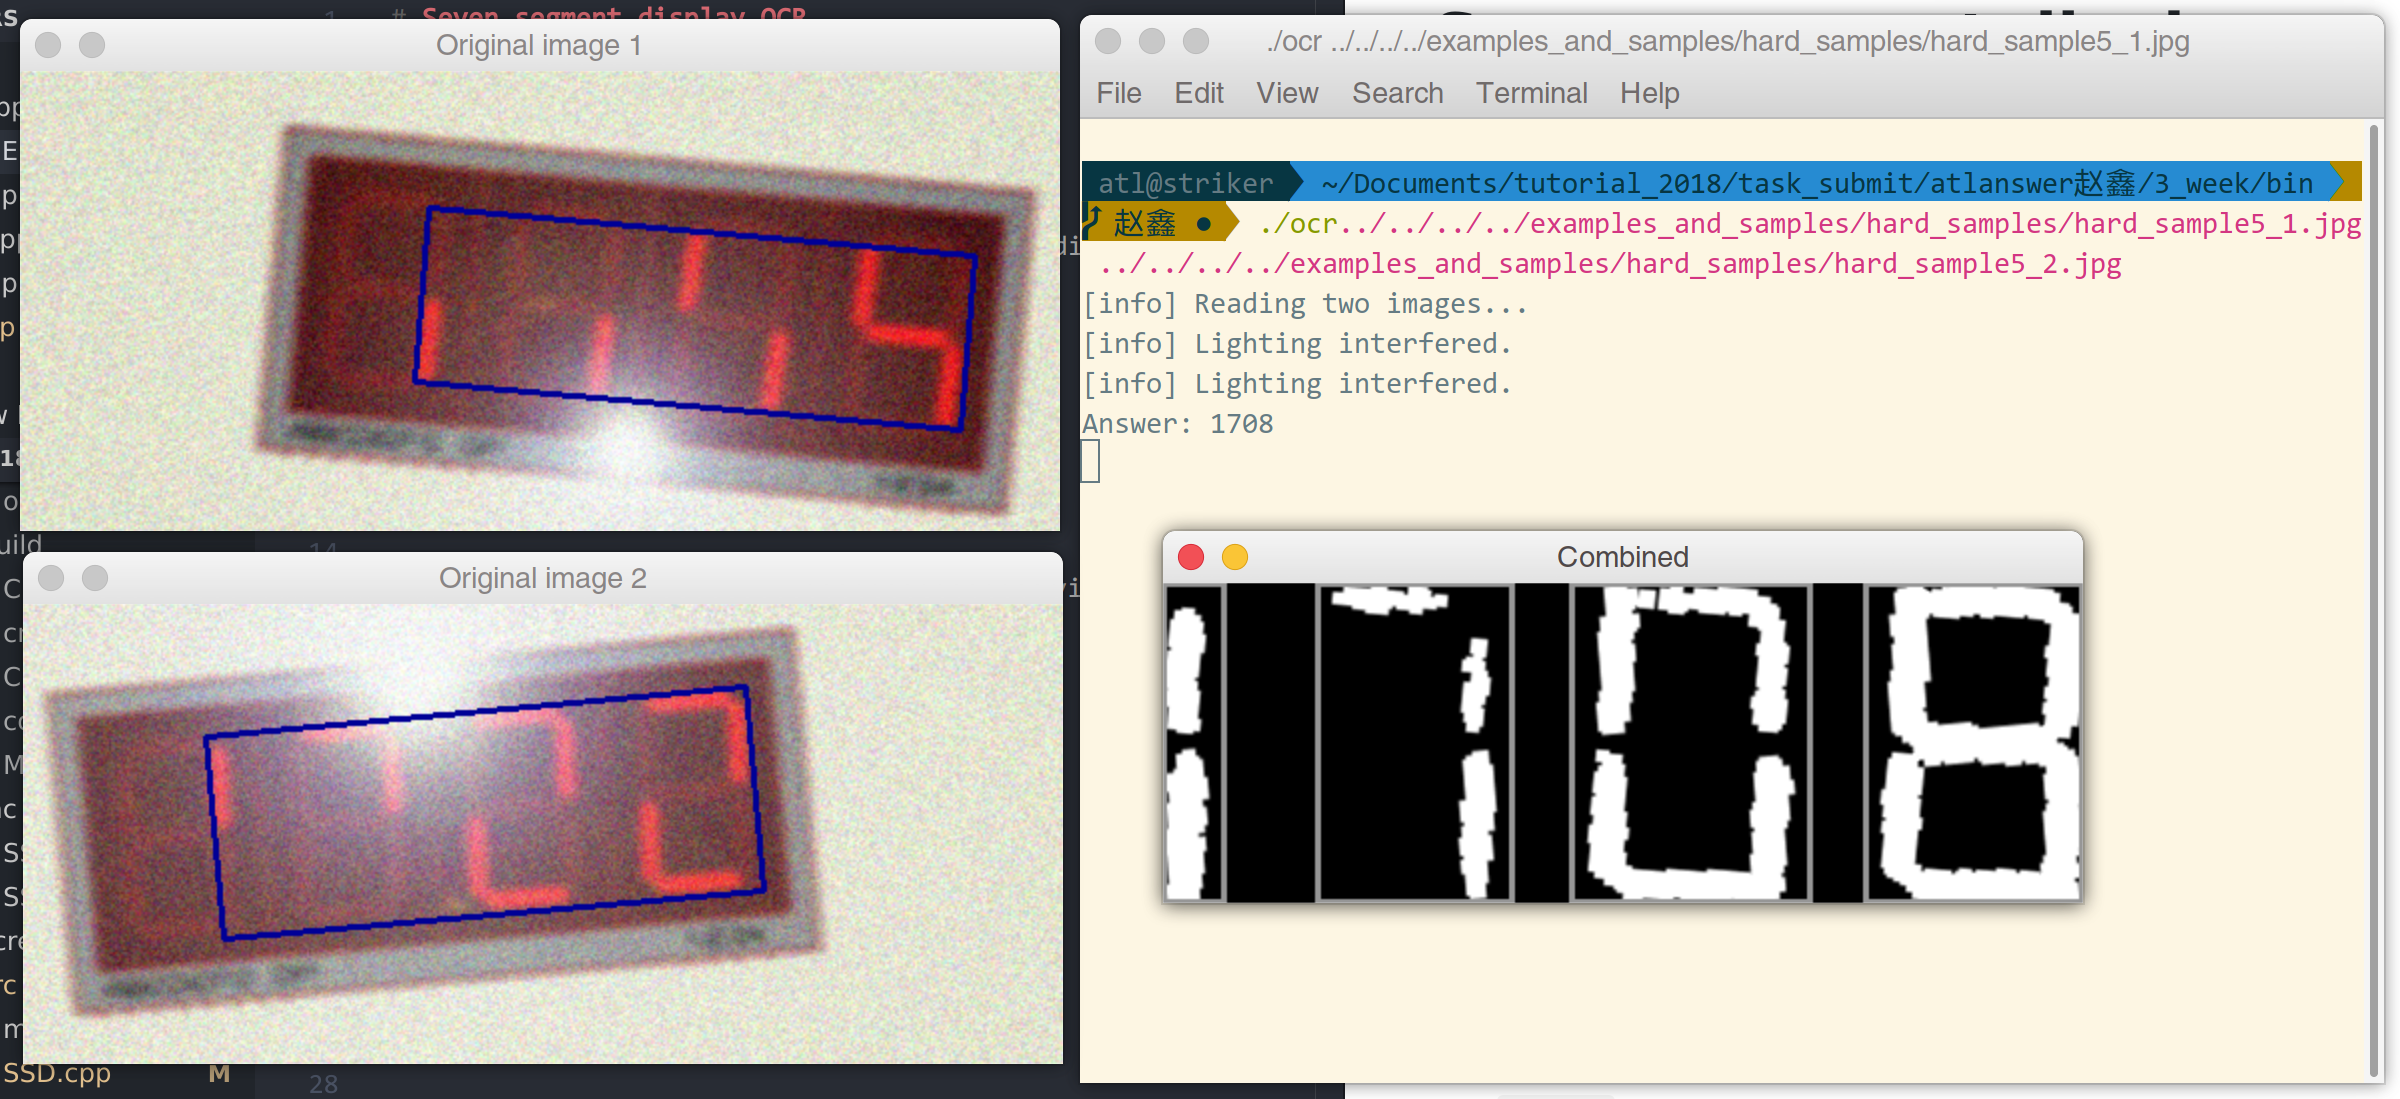 # Seven segment display OCR
Original image 1
./ocr ../../../../examples_and_samples/hard_samples/hard_sample5_1.jpg
File Edit View Search Terminal Help
atl@striker ~/Documents/tutorial_2018/task_submit/atlanswer赵鑫/3_week/bin
赵鑫 ● ./ocr../../../../examples_and_samples/hard_samples/hard_sample5_1.jpg
../../../../examples_and_samples/hard_samples/hard_sample5_2.jpg
[info] Reading two images...
[info] Lighting interfered.
[info] Lighting interfered.
Answer: 1708
Original image 2
Combined
1708
SSD.cpp M
28